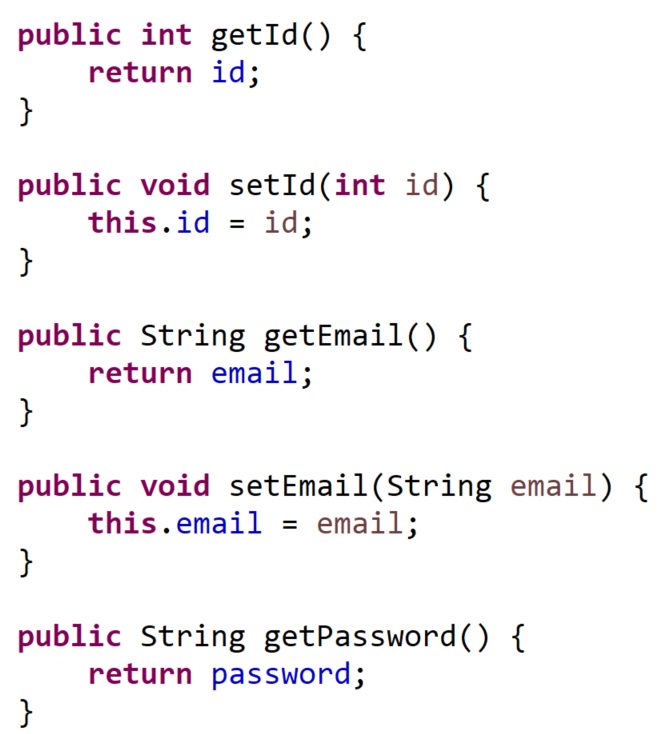 public int getId() {
    return id;
}

public void setId(int id) {
    this.id = id;
}

public String getEmail() {
    return email;
}

public void setEmail(String email) {
    this.email = email;
}

public String getPassword() {
    return password;
}